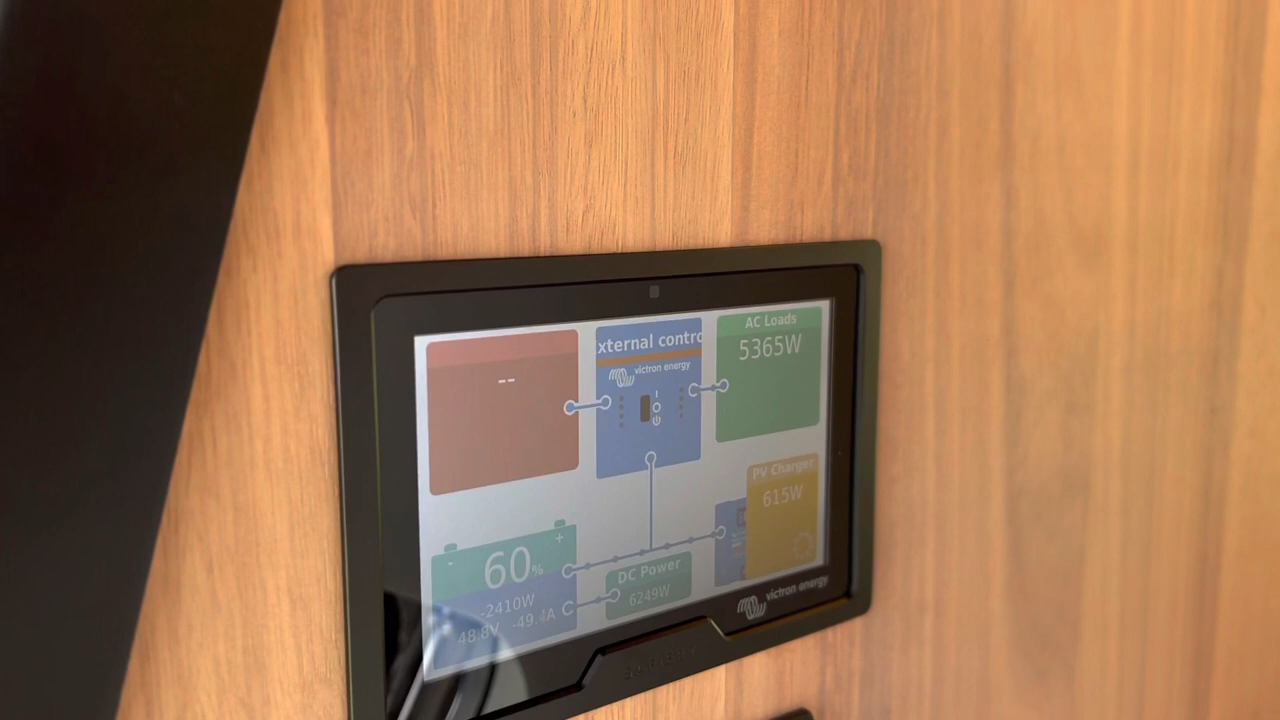 --
xternal contro
victron energy
AC Loads
5365W
PV Charger
615W
60%
-2410W
48.8V -49.4A
DC Power
6249W
victron energy